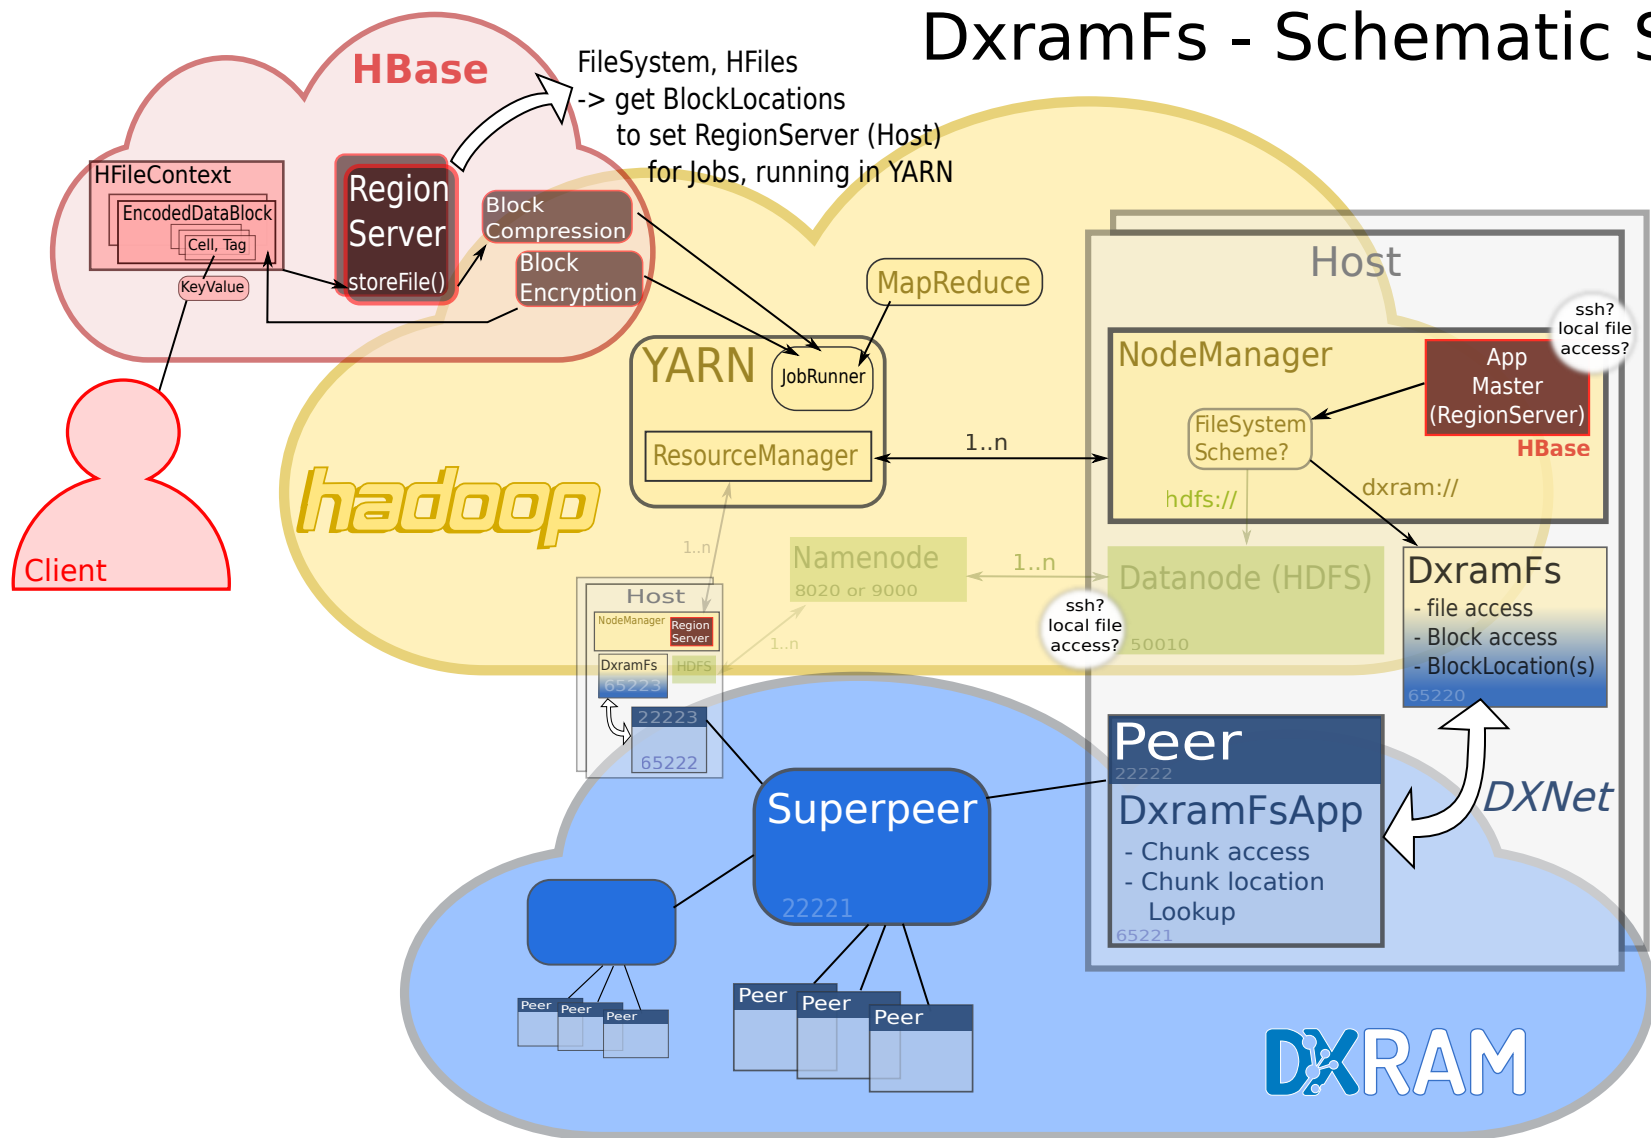 DxramFs - Schematic S
HBase
FileSystem, HFiles
-> get BlockLocations
to set RegionServer (Host)
for Jobs, running in YARN
HFileContext
EncodedDataBlock
Cell, Tag
KeyValue
Region
Server
storeFile()
Block
Compression
Block
Encryption
MapReduce
YARN
JobRunner
ResourceManager
1..n
hadoop
Client
Host
ssh?
local file
access?
NodeManager
App
Master
(RegionServer)
HBase
FileSystem
Scheme?
hdfs://
dxram://
1..n
Namenode
8020 or 9000
1..n
1..n
Datanode (HDFS)
50010
ssh?
local file
access?
DxramFs
- file access
- Block access
- BlockLocation(s)
65220
Host
NodeManager
Region
Server
DxramFs
65223
HDFS
22223
65222
Superpeer
22221
Peer
22222
DxramFsApp
- Chunk access
- Chunk location
Lookup
65221
DXNet
Peer
Peer
Peer
Peer
Peer
Peer
DXRAM